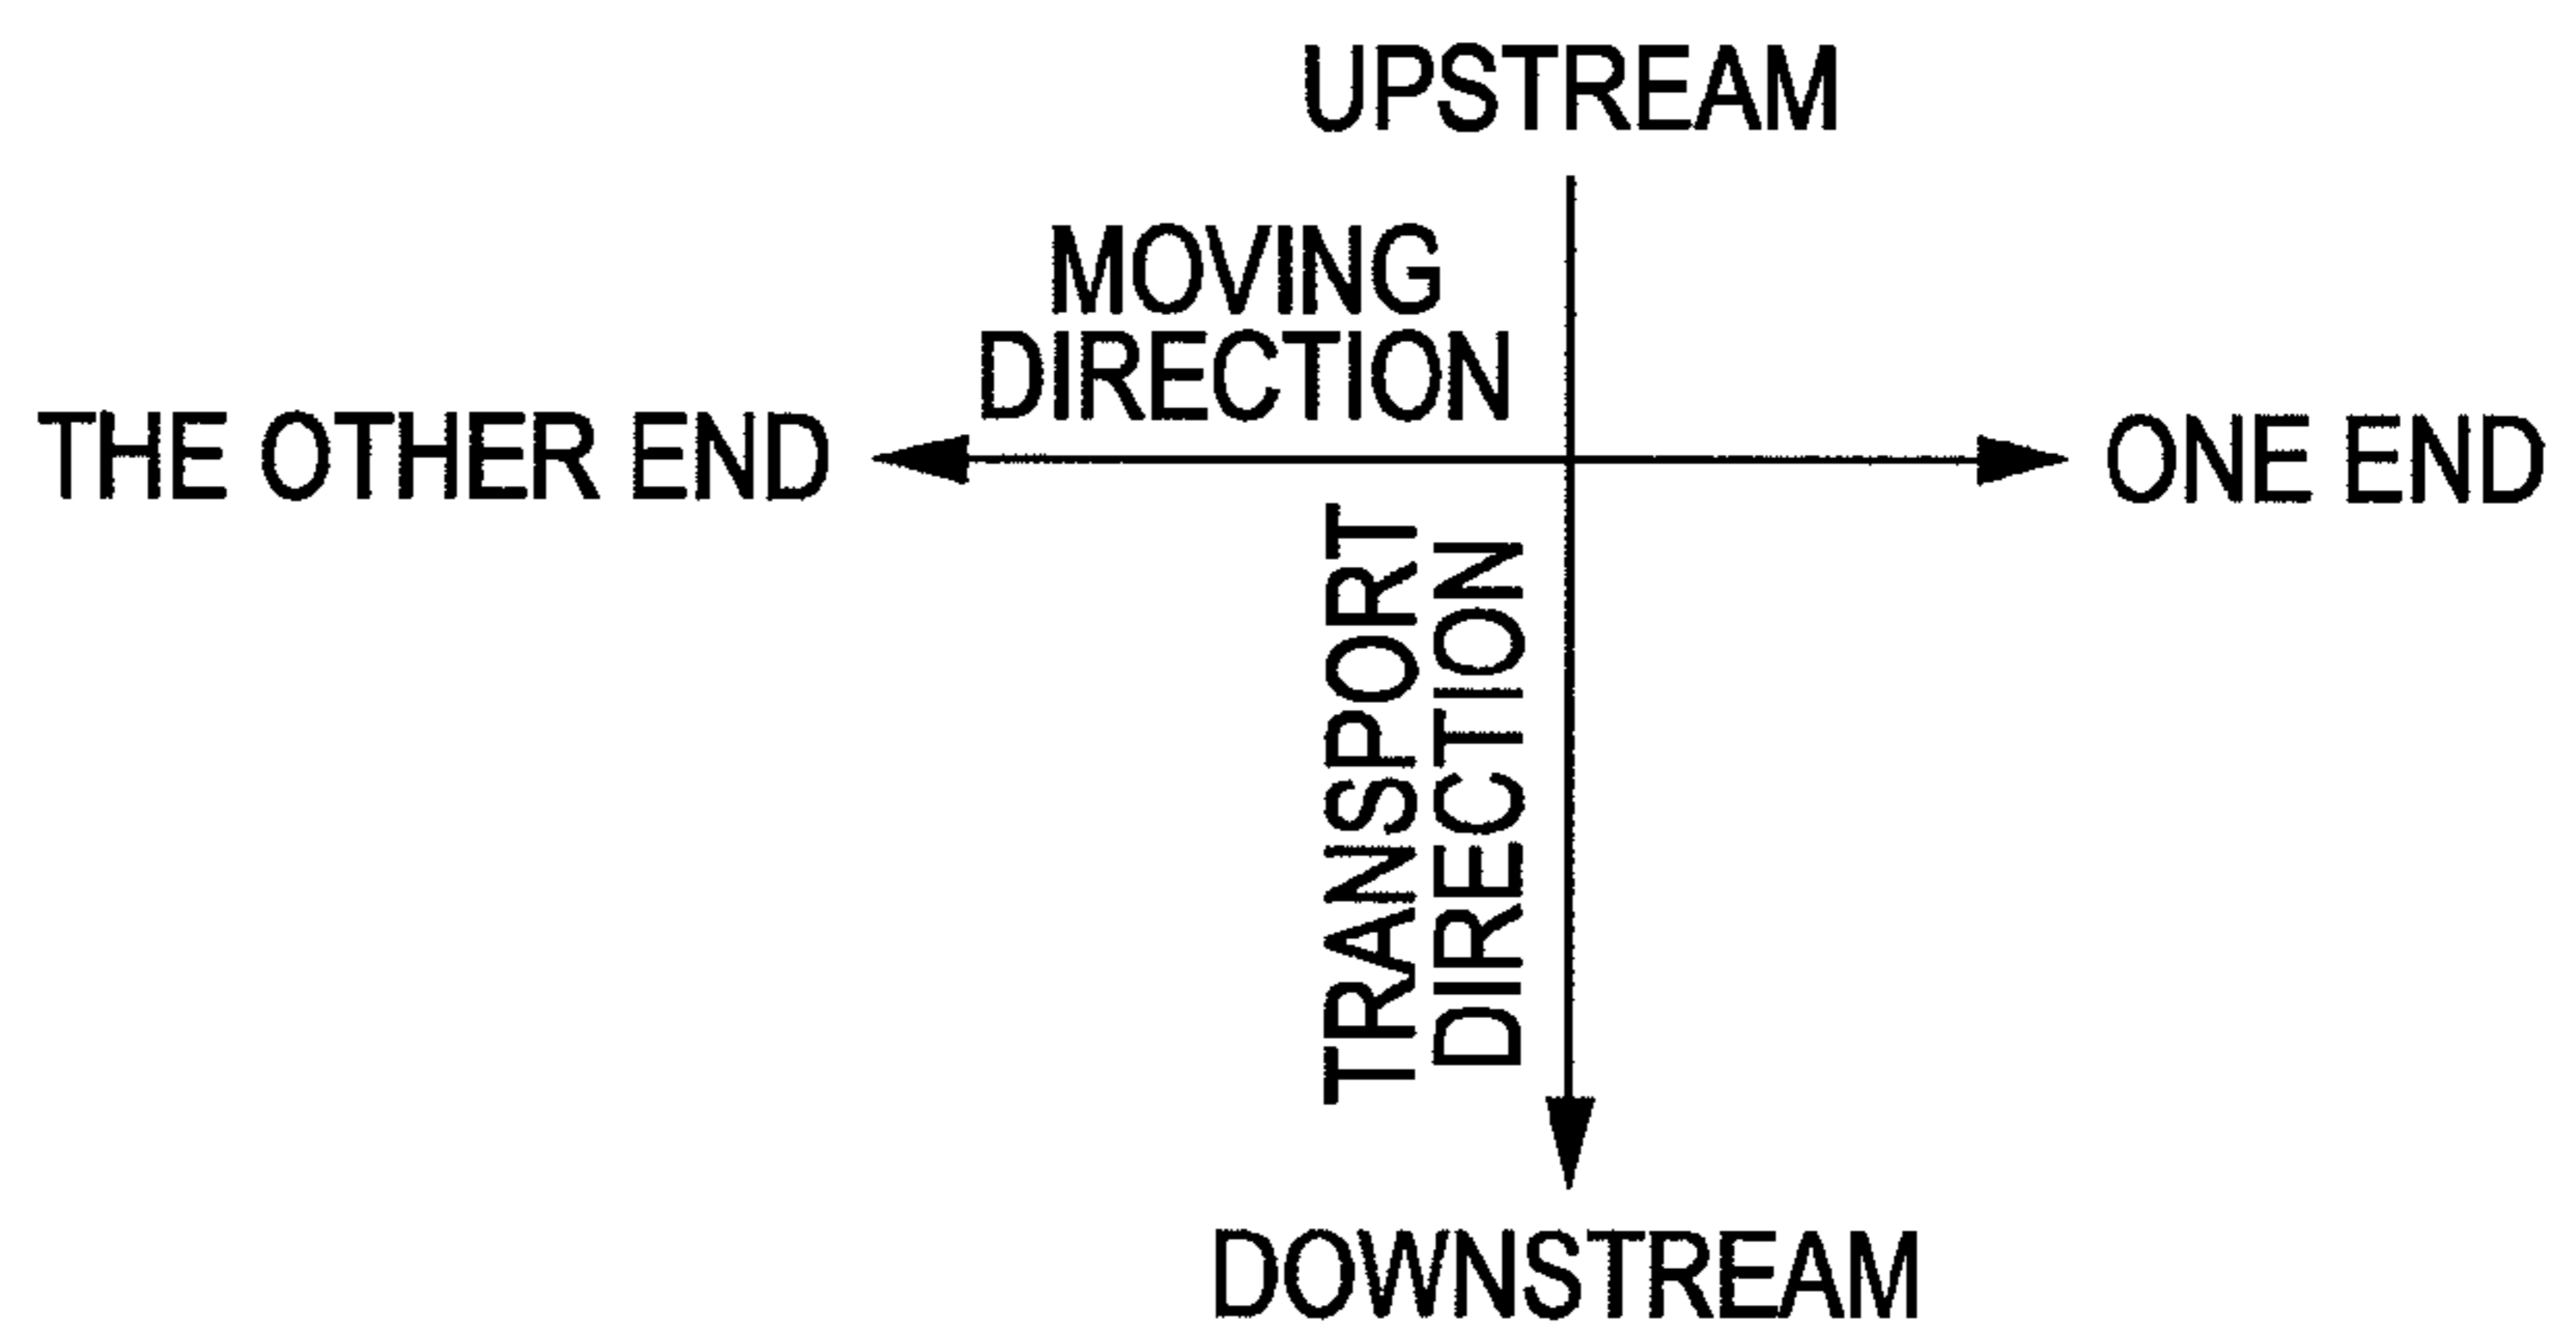 UPSTREAM
MOVING
DIRECTION
THE OTHER END
ONE END
TRANSPORT
DIRECTION
DOWNSTREAM